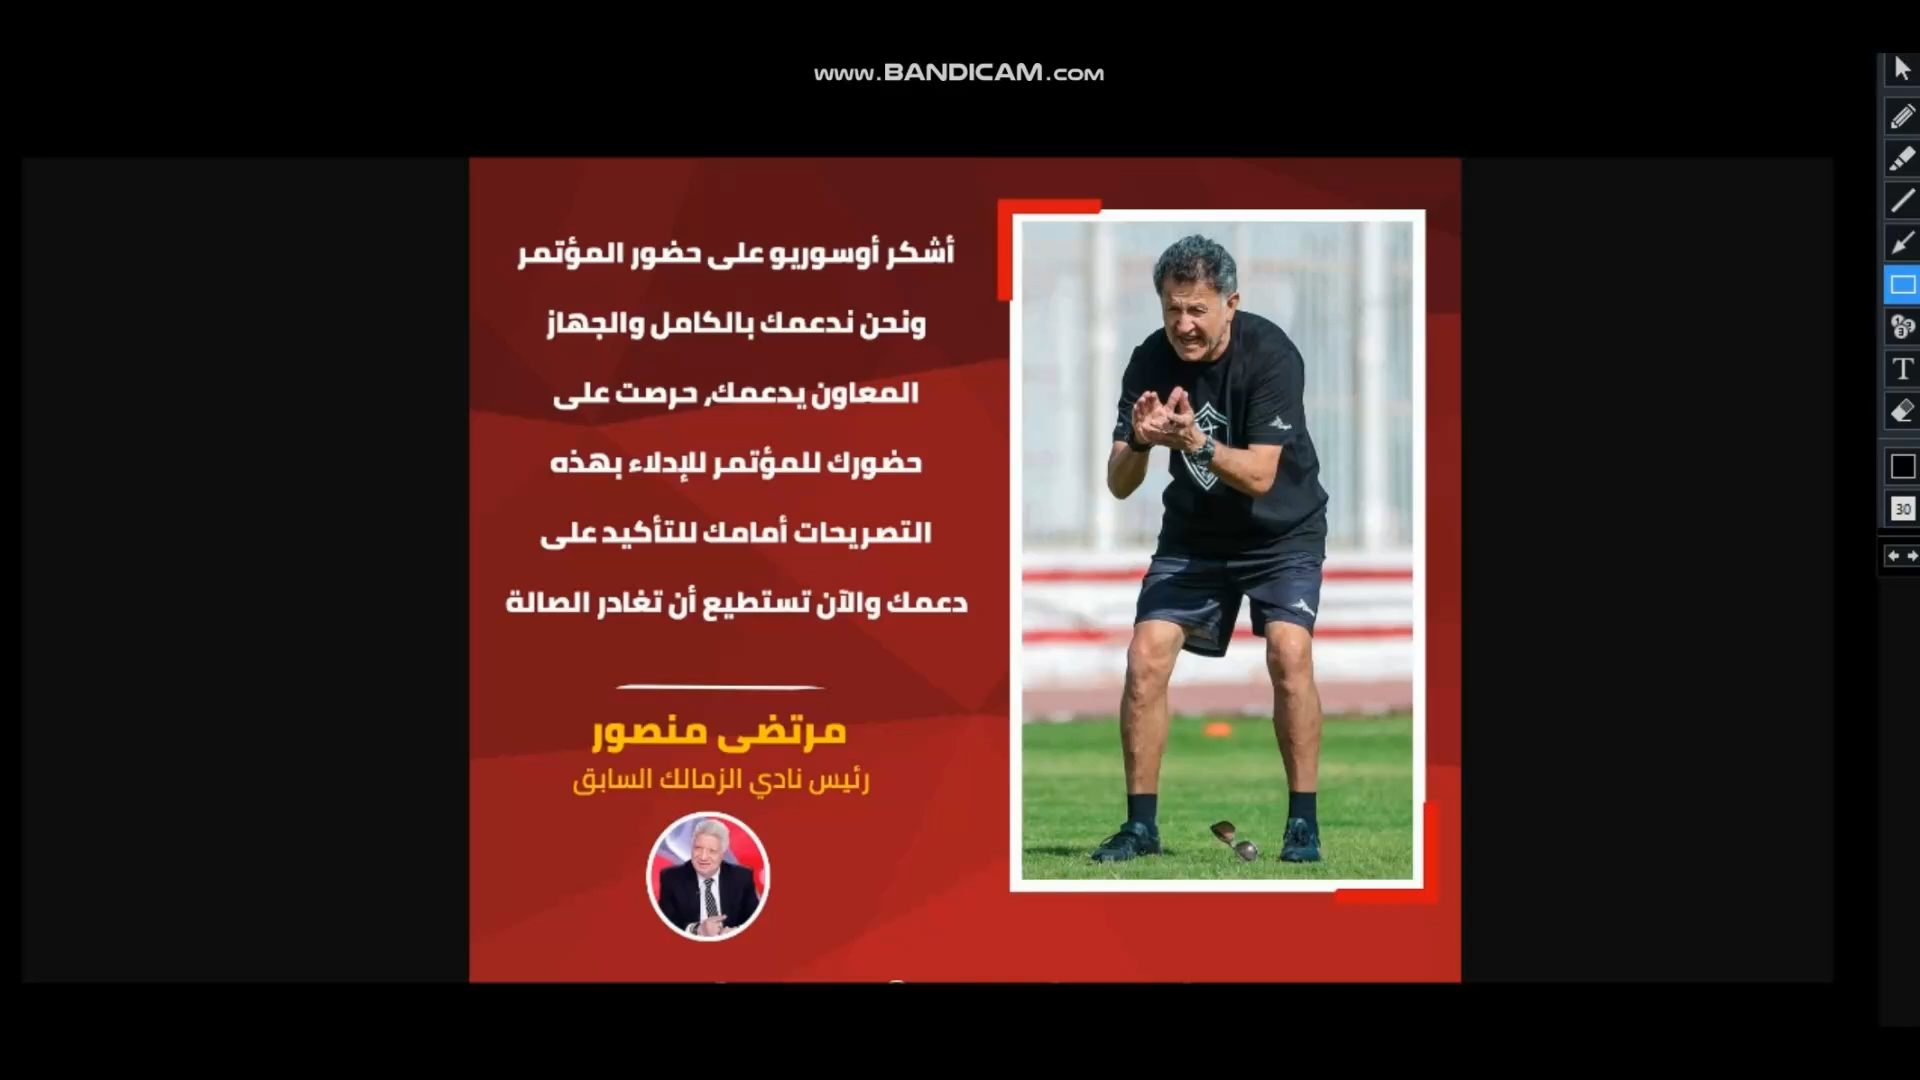 www.BANDICAM.com
أشكر أوسوريو على حضور المؤتمر
ونحن ندعمك بالكامل والجهاز
المعاون يدعمك, حرصت على
حضورك للمؤتمر للإدلاء بهذه
التصريحات أمامك للتأكيد على
دعمك والآن تستطيع أن تغادر الصالة
مرتضى منصور
رئيس نادي الزمالك السابق
T
30